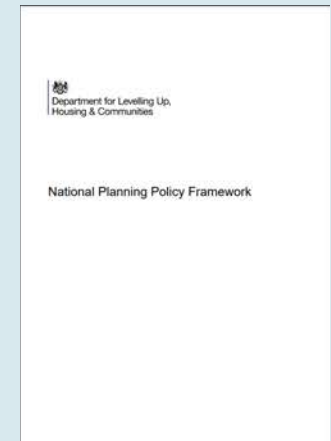 Department for Levelling Up,
Housing & Communities
National Planning Policy Framework